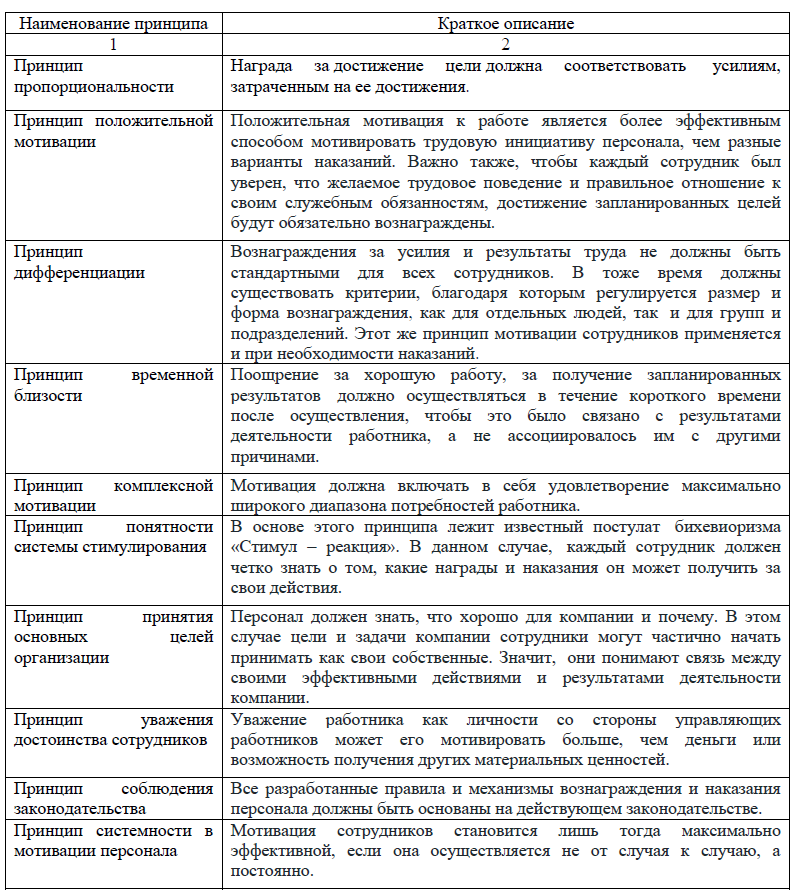 Наименование принципа
Краткое описание
1
2
Принцип
пропорциональности
Награда за достижение цели должна соответствовать усилиям,
затраченным на ее достижения.
Принцип положительной
мотивации
Положительная мотивация к работе является более эффективным
способом мотивировать трудовую инициативу персонала, чем разные
варианты наказаний. Важно также, чтобы каждый сотрудник был
уверен, что желаемое трудовое поведение и правильное отношение к
своим служебным обязанностям, достижение запланированных целей
будут обязательно вознаграждены.
Принцип
дифференциации
Вознаграждения за усилия и результаты труда не должны быть
стандартными для всех сотрудников. В тоже время должны
существовать критерии, благодаря которым регулируется размер и
форма вознаграждения, как для отдельных людей, так и для групп и
подразделений. Этот же принцип мотивации сотрудников применяется
и при необходимости наказаний.
Принцип временной
близости
Поощрение за хорошую работу, за получение запланированных
результатов должно осуществляться в течение короткого времени
после осуществления, чтобы это было связано с результатами
деятельности работника, а не ассоциировалось им с другими
причинами.
Принцип комплексной
мотивации
Мотивация должна включать в себя удовлетворение максимально
широкого диапазона потребностей работника.
Принцип понятности
системы стимулирования
В основе этого принципа лежит известный постулат бихевиоризма
«Стимул – реакция». В данном случае, каждый сотрудник должен
четко знать о том, какие награды и наказания он может получить за
свои действия.
Принцип принятия
основных целей
организации
Персонал должен знать, что хорошо для компании и почему. В этом
случае цели и задачи компании сотрудники могут частично начать
принимать как свои собственные. Значит, они понимают связь между
своими эффективными действиями и результатами деятельности
компании.
Принцип уважения
достоинства сотрудников
Уважение работника как личности со стороны управляющих
работников может его мотивировать больше, чем деньги или
возможность получения других материальных ценностей.
Принцип соблюдения
законодательства
Все разработанные правила и механизмы вознаграждения и наказания
персонала должны быть основаны на действующем законодательстве.
Принцип системности в
мотивации персонала
Мотивация сотрудников становится лишь тогда максимально
эффективной, если она осуществляется не от случая к случаю, а
постоянно.